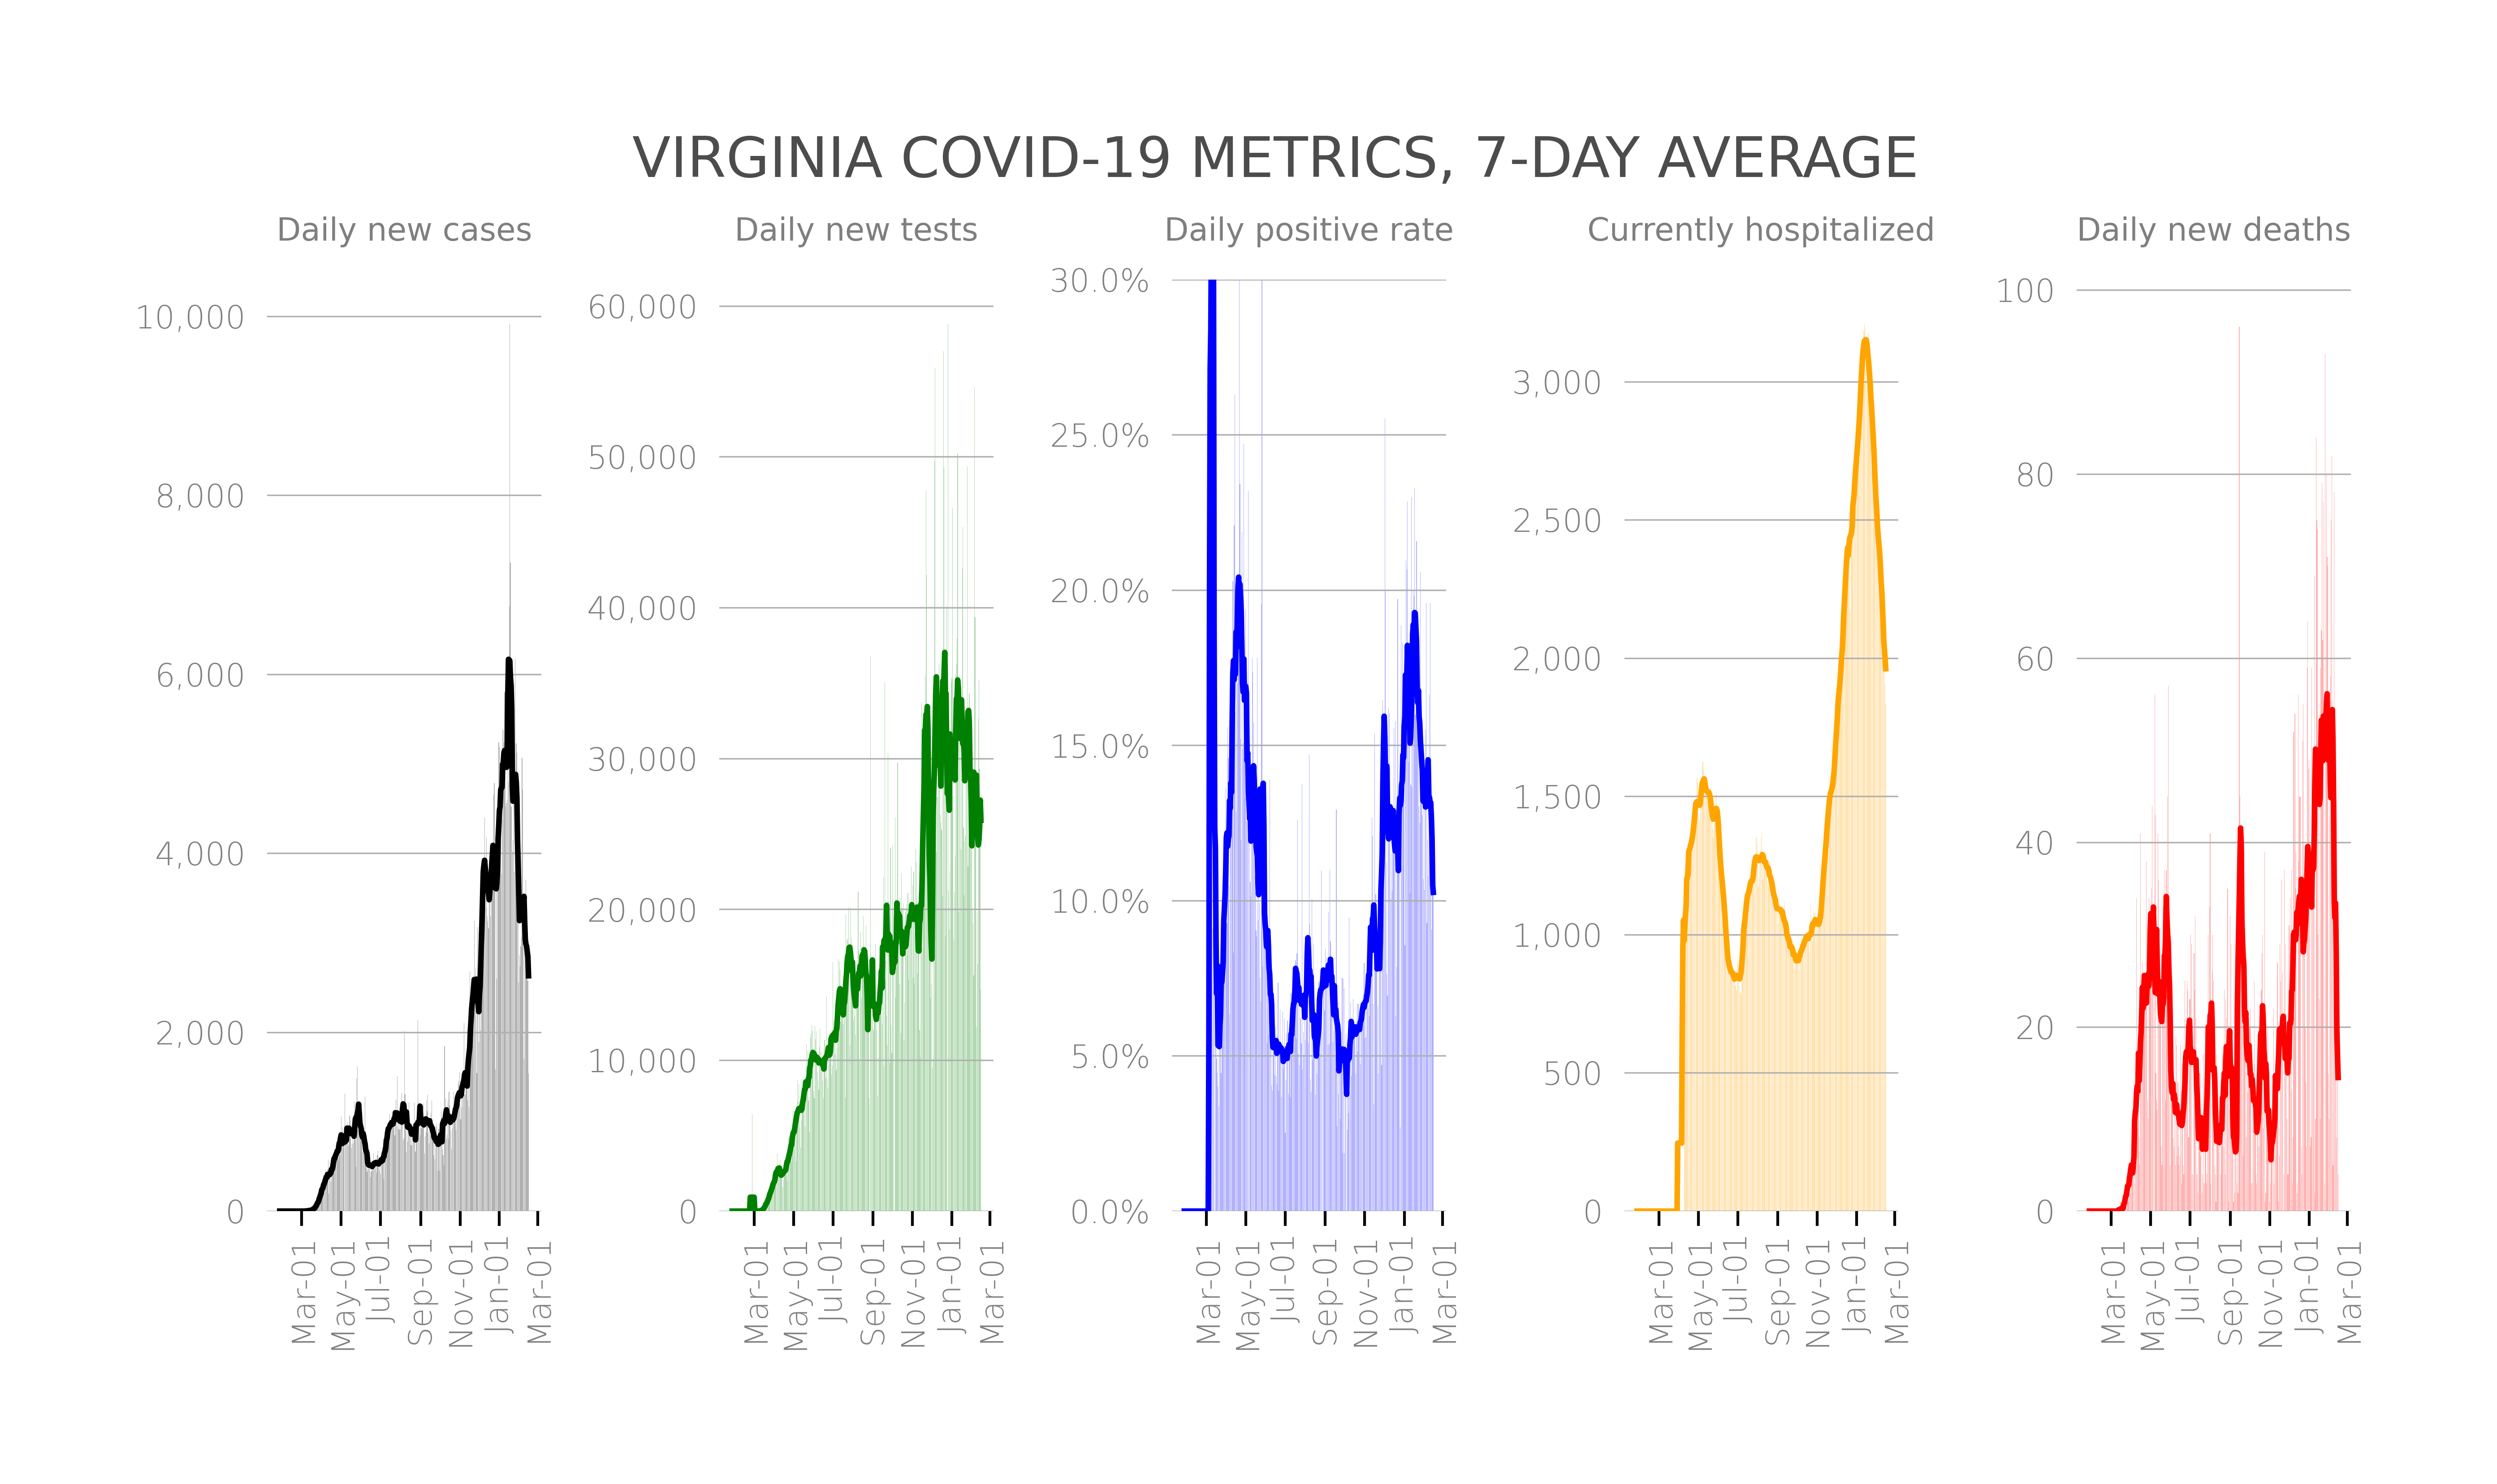 VIRGINIA COVID-19 METRICS, 7-DAY AVERAGE
Daily new cases
10,000
8,000
6,000
4,000
2,000
0
Mar-01
May-01
Jul-01
Sep-01
Nov-01
Jan-01
Mar-01
Daily new tests
60,000
50,000
40,000
30,000
20,000
10,000
0
Mar-01
May-01
Jul-01
Sep-01
Nov-01
Jan-01
Mar-01
Daily positive rate
30.0%
25.0%
20.0%
15.0%
10.0%
5.0%
0.0%
Mar-01
May-01
Jul-01
Sep-01
Nov-01
Jan-01
Mar-01
Currently hospitalized
3,000
2,500
2,000
1,500
1,000
500
0
Mar-01
May-01
Jul-01
Sep-01
Nov-01
Jan-01
Mar-01
Daily new deaths
100
80
60
40
20
0
Mar-01
May-01
Jul-01
Sep-01
Nov-01
Jan-01
Mar-01